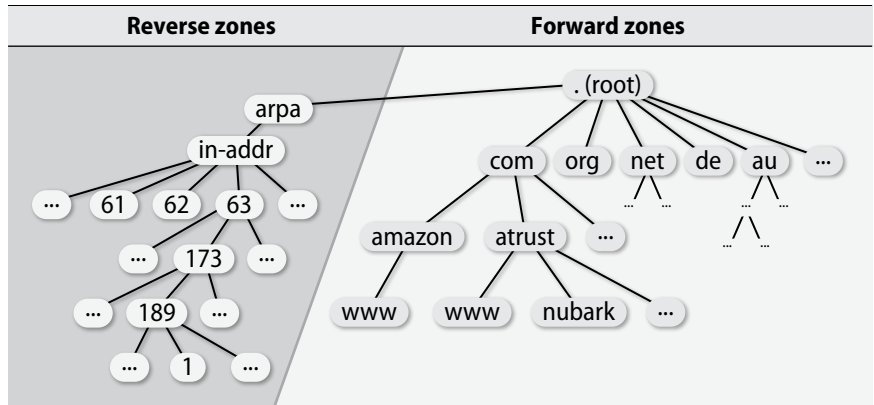 Reverse zones Forward zones
. (root)
arpa
in-addr com org net de au ...
... 61 62 63 ... ... ... ... ...
amazon atrust ...
... ...
... 173 ...
... 189 ... www www nubark ...
... 1 ...